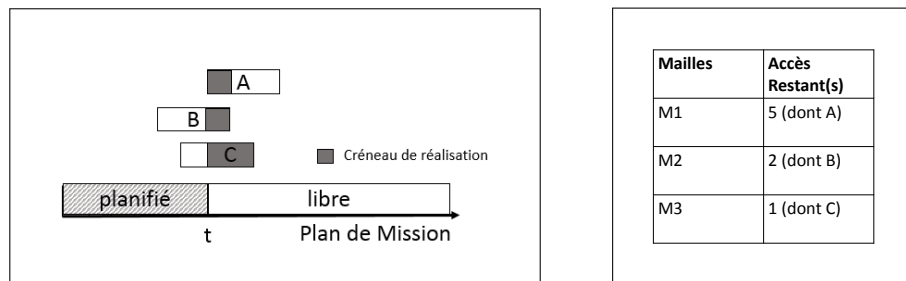 A
B
C
Créneau de réalisation
planifié
libre
t
Plan de Mission
Mailles
Accès
Restant(s)
M1
5 (dont A)
M2
2 (dont B)
M3
1 (dont C)